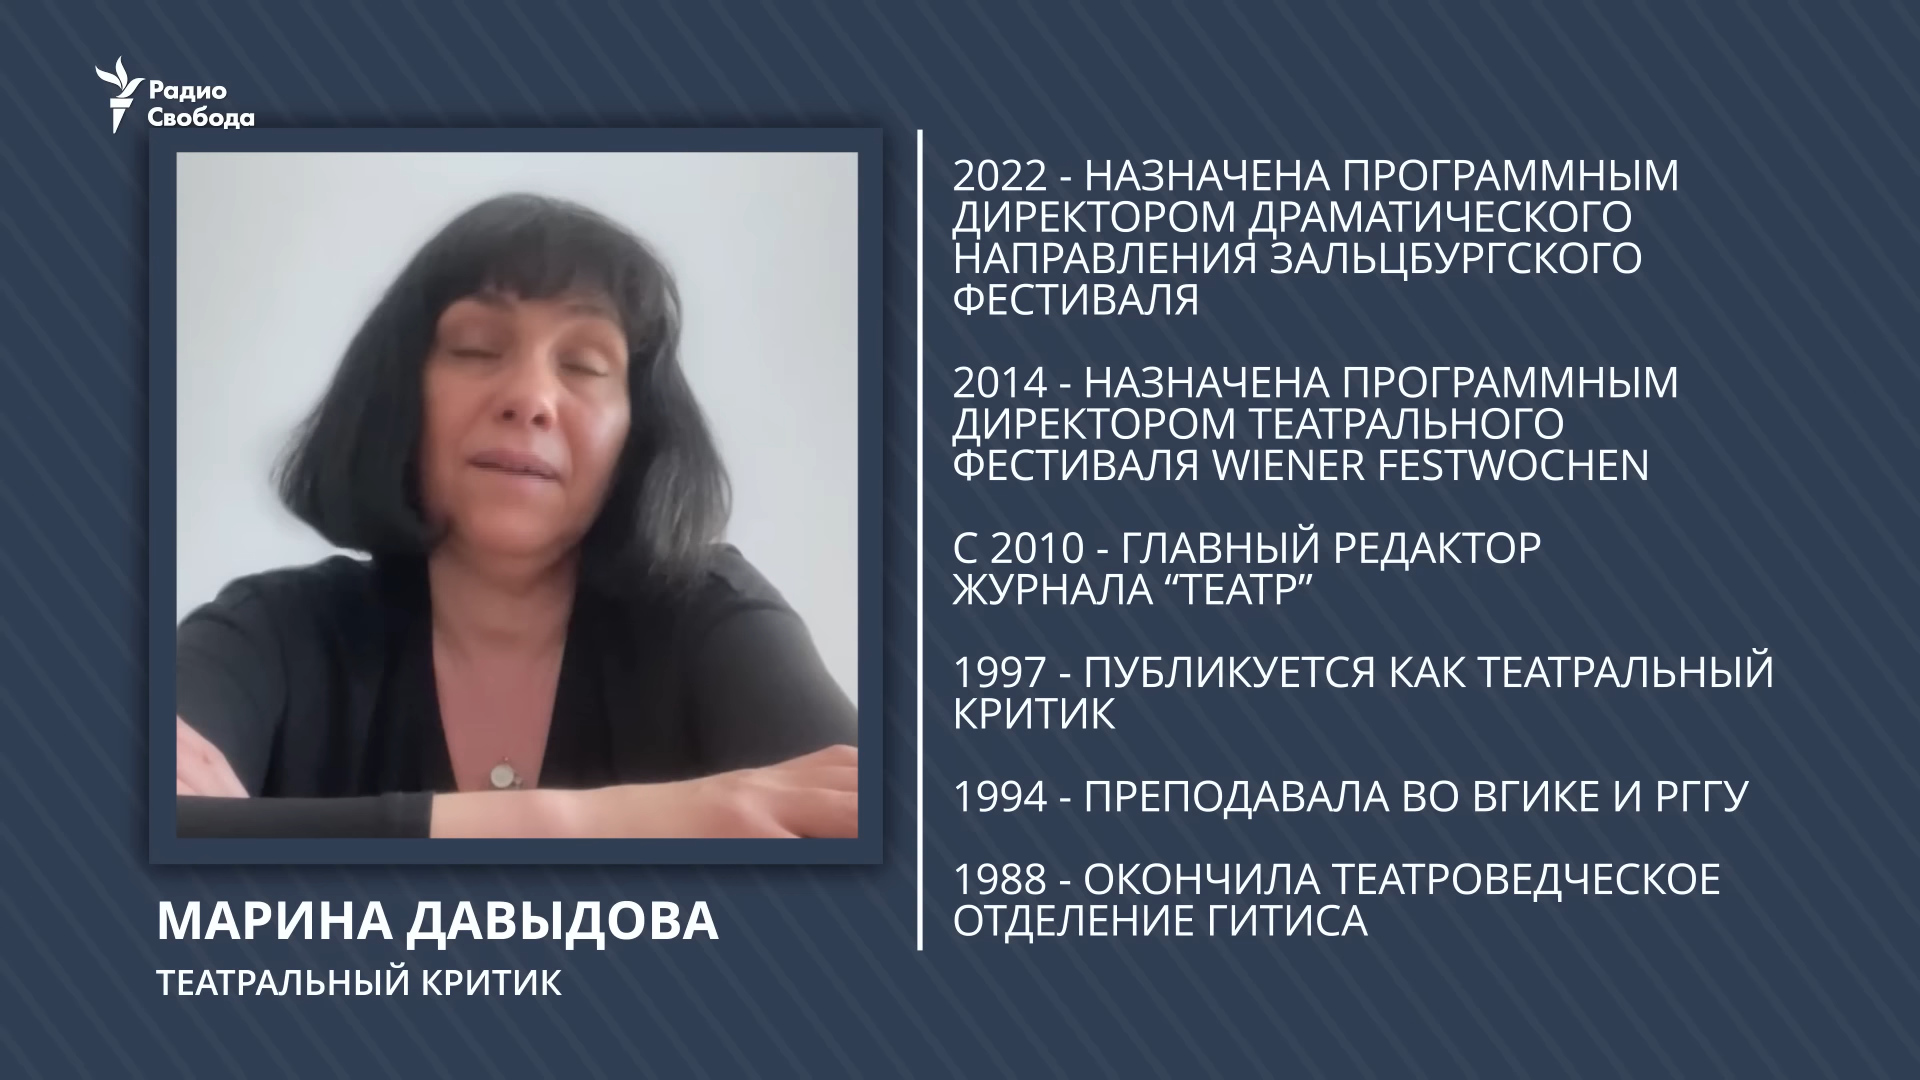 Радио
Свобода
2022 - НАЗНАЧЕНА ПРОГРАММНЫМ
ДИРЕКТОРОМ ДРАМАТИЧЕСКОГО
НАПРАВЛЕНИЯ ЗАЛЬЦБУРГСКОГО
ФЕСТИВАЛЯ
2014 - НАЗНАЧЕНА ПРОГРАММНЫМ
ДИРЕКТОРОМ ТЕАТРАЛЬНОГО
ФЕСТИВАЛЯ WIENER FESTWOCHEN
С 2010 - ГЛАВНЫЙ РЕДАКТОР
ЖУРНАЛА “ТЕАТР”
1997 - ПУБЛИКУЕТСЯ КАК ТЕАТРАЛЬНЫЙ
КРИТИК
1994 - ПРЕПОДАВАЛА ВО ВГИКЕ И РГГУ
1988 - ОКОНЧИЛА ТЕАТРОВЕДЧЕСКОЕ
ОТДЕЛЕНИЕ ГИТИСА
МАРИНА ДАВЫДОВА
ТЕАТРАЛЬНЫЙ КРИТИК